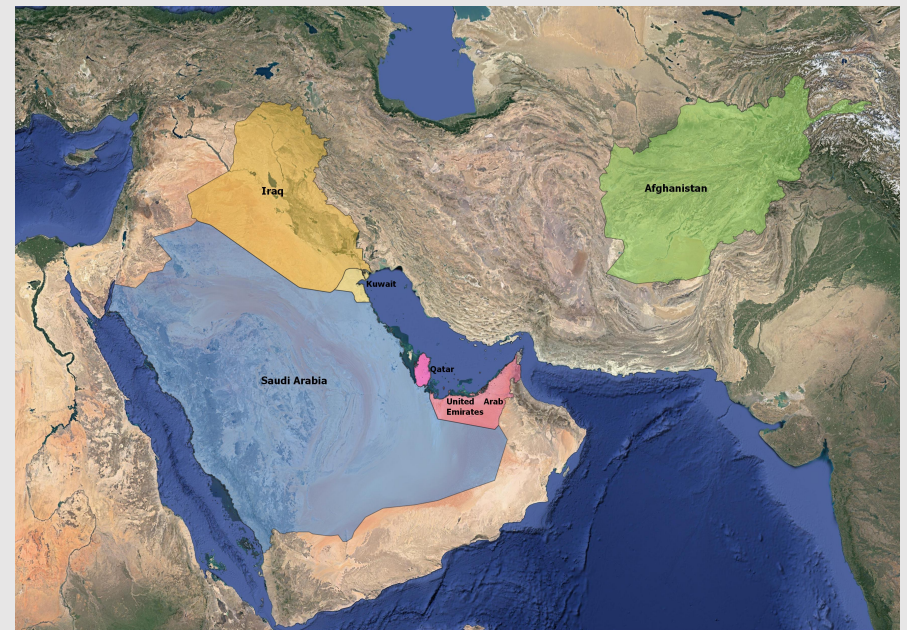 Iraq
Afghanistan
Kuwait
Saudi Arabia
Qatar
United Arab
Emirates